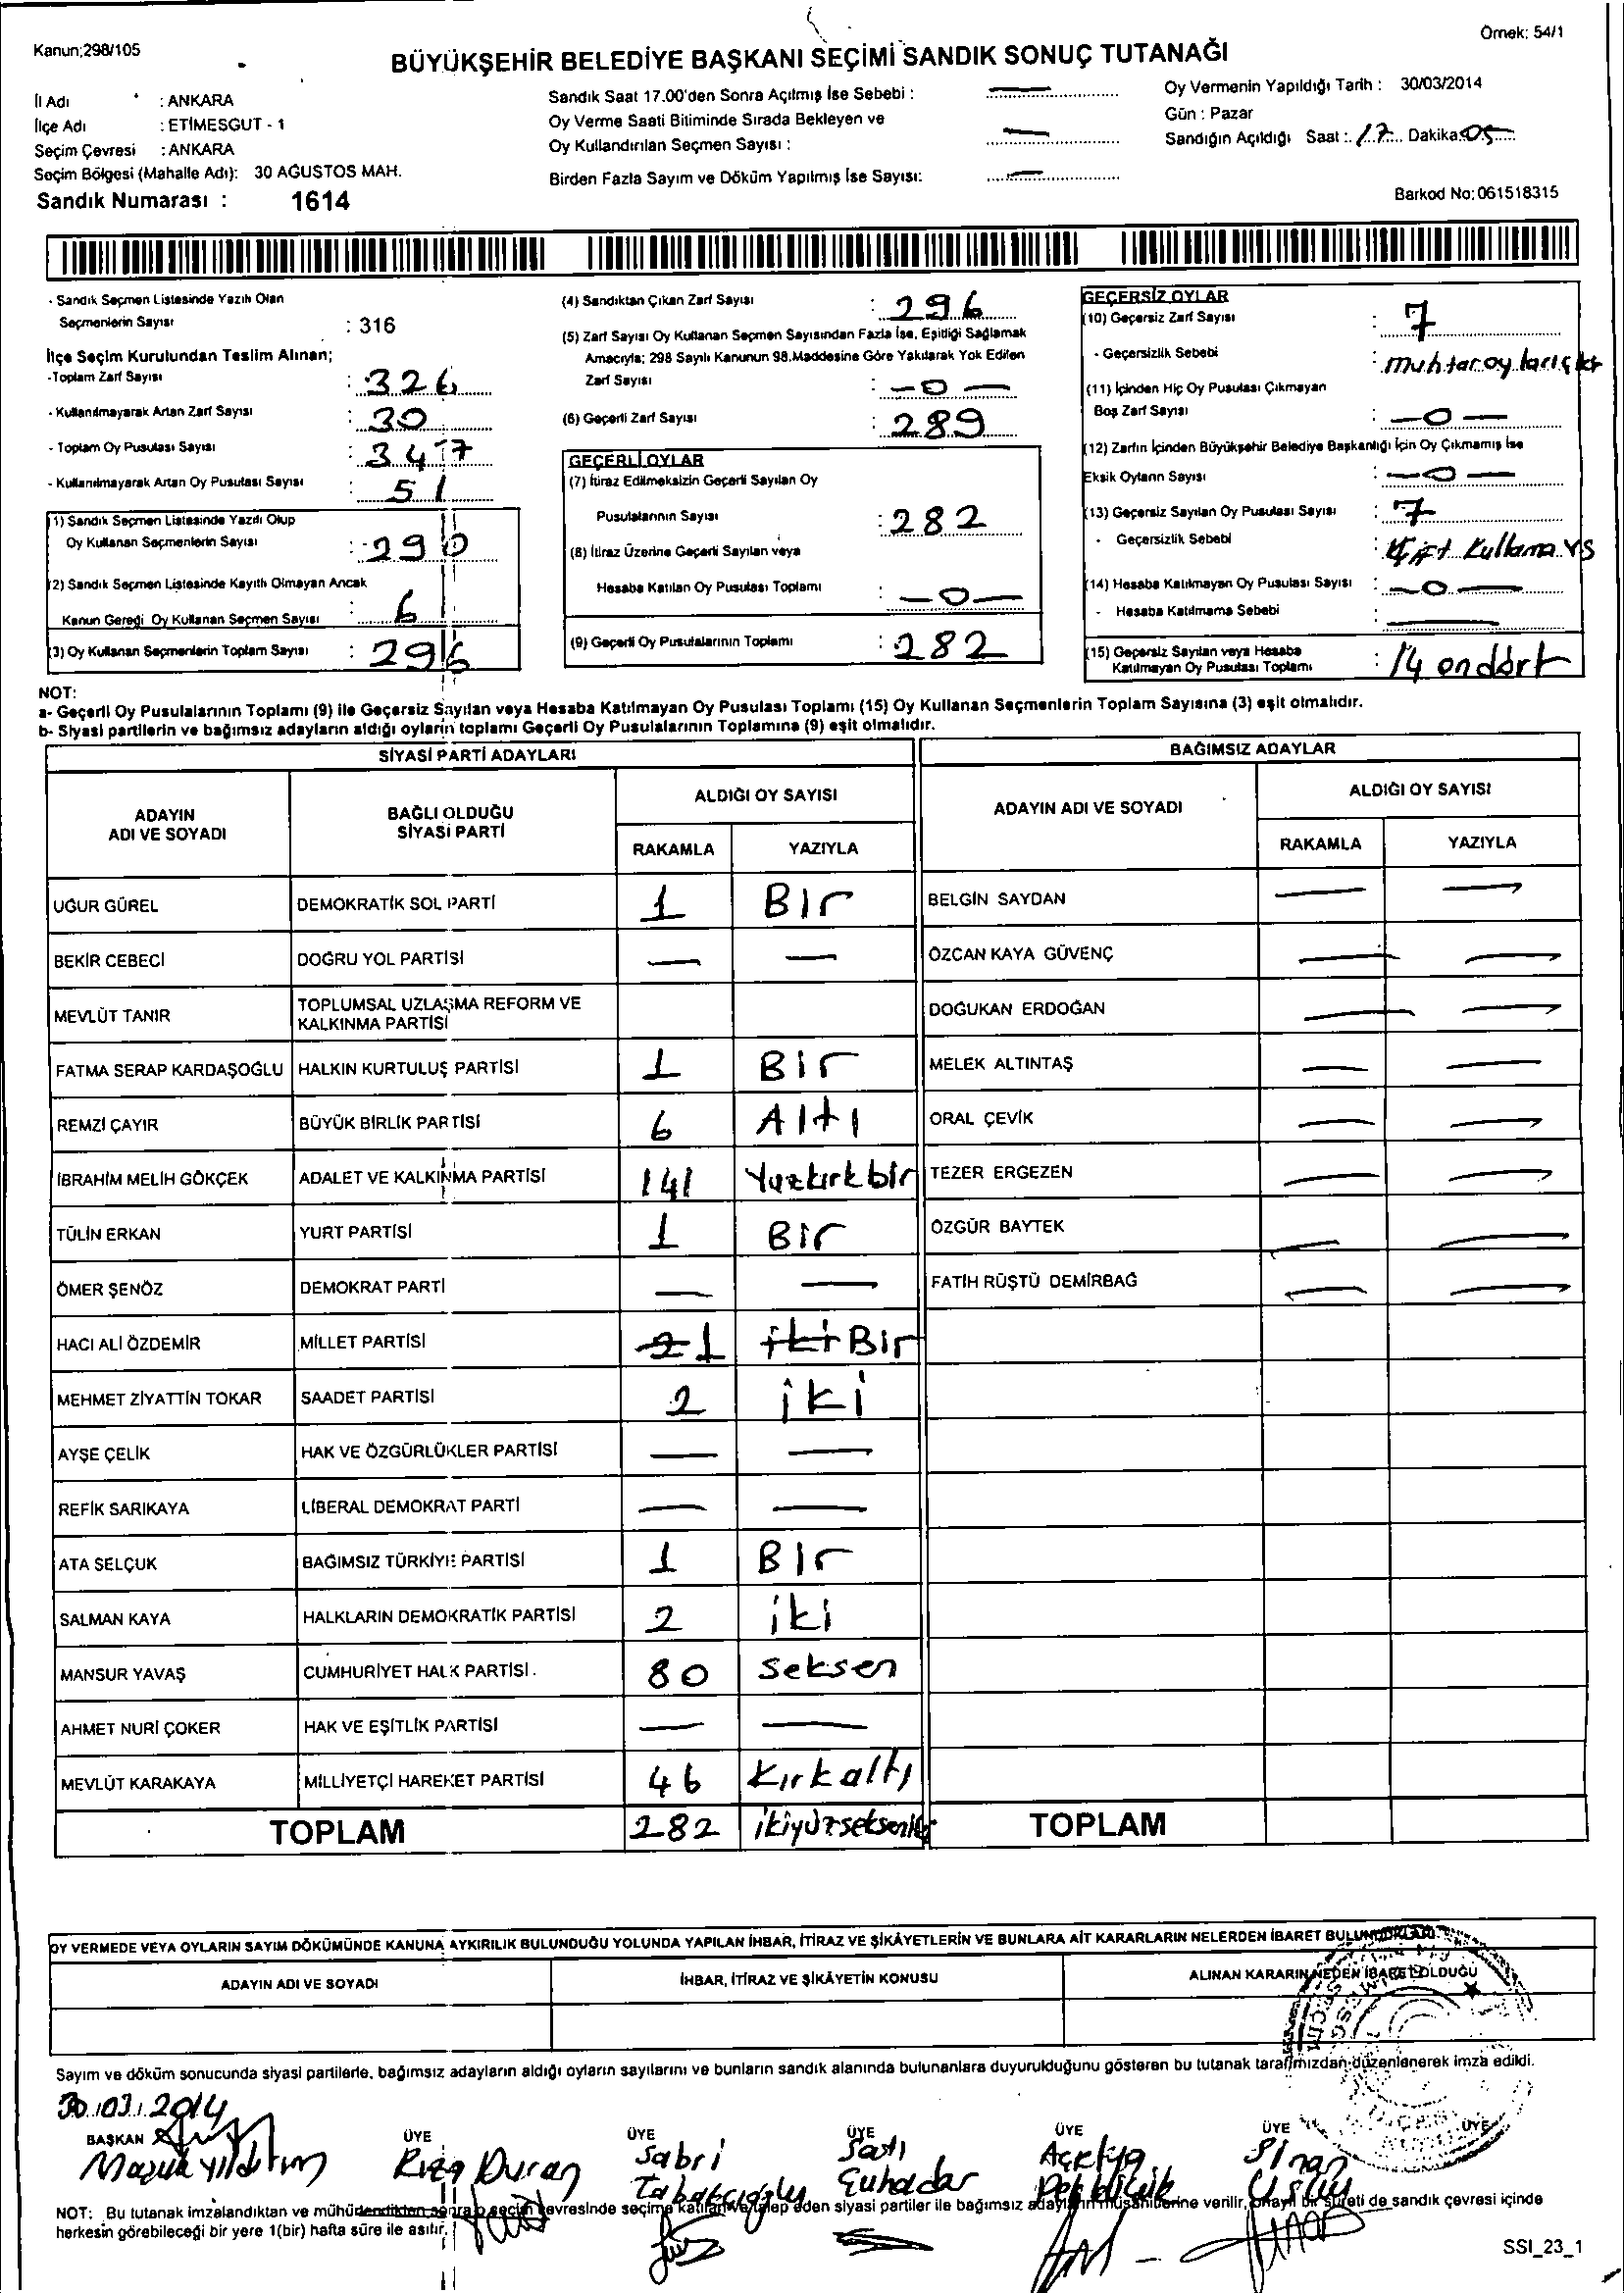 Kanun;298/105
Örnek: 54/1
BÜYÜKŞEHİR BELEDİYE BAŞKANI SEÇİMİ SANDIK SONUÇ TUTANAĞI
İl Adı : ANKARA
İlçe Adı : ETİMESGUT - 1
Seçim Çevresi : ANKARA
Seçim Bölgesi (Mahalle Adı): 30 AĞUSTOS MAH.
Sandık Numarası : 1614
Sandık Saat 17.00'den Sonra Açılmış İse Sebebi : —
Oy Verme Saati Bitiminde Sırada Bekleyen ve
Oy Kullandırılan Seçmen Sayısı : —
Birden Fazla Sayım ve Döküm Yapılmış İse Sayısı: —
Oy Vermenin Yapıldığı Tarih : 30/03/2014
Gün : Pazar
Sandığın Açıldığı Saat : 17 Dakika 05
Barkod No: 061518315
- Sandık Seçmen Listesinde Yazılı Olan
Seçmenlerin Sayısı : 316
İlçe Seçim Kurulundan Teslim Alınan;
-Toplam Zarf Sayısı : 326
- Kullanılmayarak Artan Zarf Sayısı : 30
- Toplam Oy Pusulası Sayısı : 347
- Kullanılmayarak Artan Oy Pusulası Sayısı : 51
(1) Sandık Seçmen Listesinde Yazılı Olup
Oy Kullanan Seçmenlerin Sayısı : 290
(2) Sandık Seçmen Listesinde Kayıtlı Olmayan Ancak
Kanun Gereği Oy Kullanan Seçmen Sayısı : 6
(3) Oy Kullanan Seçmenlerin Toplam Sayısı : 296
(4) Sandıktan Çıkan Zarf Sayısı : 296
(5) Zarf Sayısı Oy Kullanan Seçmen Sayısından Fazla İse, Eşitliği Sağlamak
Amacıyla; 298 Sayılı Kanunun 98.Maddesine Göre Yakılarak Yok Edilen
Zarf Sayısı : —0—
(6) Geçerli Zarf Sayısı : 289
GEÇERLİ OYLAR
(7) İtiraz Edilmeksizin Geçerli Sayılan Oy
Pusulalarının Sayısı : 282
(8) İtiraz Üzerine Geçerli Sayılan veya
Hesaba Katılan Oy Pusulası Toplamı : —0—
(9) Geçerli Oy Pusulalarının Toplamı : 282
GEÇERSİZ OYLAR
(10) Geçersiz Zarf Sayısı : 7
- Geçersizlik Sebebi : muhtar oyları çıktı
(11) İçinden Hiç Oy Pusulası Çıkmayan
Boş Zarf Sayısı : —0—
(12) Zarfın İçinden Büyükşehir Belediye Başkanlığı İçin Oy Çıkmamış İse
Eksik Oyların Sayısı : —0—
(13) Geçersiz Sayılan Oy Pusulası Sayısı : 7
- Geçersizlik Sebebi : Çift Kullama vs
(14) Hesaba Katılmayan Oy Pusulası Sayısı : —0—
- Hesaba Katılmama Sebebi : —
(15) Geçersiz Sayılan veya Hesaba
Katılmayan Oy Pusulası Toplamı : 14 ondört
NOT:
a- Geçerli Oy Pusulalarının Toplamı (9) ile Geçersiz Sayılan veya Hesaba Katılmayan Oy Pusulası Toplamı (15) Oy Kullanan Seçmenlerin Toplam Sayısına (3) eşit olmalıdır.
b- Siyasi partilerin ve bağımsız adayların aldığı oyların toplamı Geçerli Oy Pusulalarının Toplamına (9) eşit olmalıdır.
SİYASİ PARTİ ADAYLARI
BAĞIMSIZ ADAYLAR
ADAYIN ADI VE SOYADI
BAĞLI OLDUĞU SİYASİ PARTİ
ALDIĞI OY SAYISI
RAKAMLA YAZIYLA
ADAYIN ADI VE SOYADI
ALDIĞI OY SAYISI
RAKAMLA YAZIYLA
UĞUR GÜREL DEMOKRATİK SOL PARTİ 1 Bir BELGİN SAYDAN — —
BEKİR CEBECİ DOĞRU YOL PARTİSİ — — ÖZCAN KAYA GÜVENÇ — —
MEVLÜT TANIR TOPLUMSAL UZLAŞMA REFORM VE KALKINMA PARTİSİ DOĞUKAN ERDOĞAN — —
FATMA SERAP KARDAŞOĞLU HALKIN KURTULUŞ PARTİSİ 1 Bir MELEK ALTINTAŞ — —
REMZİ ÇAYIR BÜYÜK BİRLİK PARTİSİ 6 Altı ORAL ÇEVİK — —
İBRAHİM MELİH GÖKÇEK ADALET VE KALKINMA PARTİSİ 141 Yuzkırkbir TEZER ERGEZEN — —
TÜLİN ERKAN YURT PARTİSİ 1 Bir ÖZGÜR BAYTEK — —
ÖMER ŞENÖZ DEMOKRAT PARTİ — — FATİH RÜŞTÜ DEMİRBAĞ — —
HACI ALİ ÖZDEMİR MİLLET PARTİSİ 2 1 iki Bir
MEHMET ZİYATTİN TOKAR SAADET PARTİSİ 2 iki
AYŞE ÇELİK HAK VE ÖZGÜRLÜKLER PARTİSİ — —
REFİK SARIKAYA LİBERAL DEMOKRAT PARTİ — —
ATA SELÇUK BAĞIMSIZ TÜRKİYE PARTİSİ 1 Bir
SALMAN KAYA HALKLARIN DEMOKRATİK PARTİSİ 2 iki
MANSUR YAVAŞ CUMHURİYET HALK PARTİSİ. 80 Seksen
AHMET NURİ ÇOKER HAK VE EŞİTLİK PARTİSİ — —
MEVLÜT KARAKAYA MİLLİYETÇİ HAREKET PARTİSİ 46 Kırkaltı
TOPLAM 282 ikiyüzsekseniki TOPLAM
OY VERMEDE VEYA OYLARIN SAYIM DÖKÜMÜNDE KANUNA AYKIRILIK BULUNDUĞU YOLUNDA YAPILAN İHBAR, İTİRAZ VE ŞİKÂYETLERİN VE BUNLARA AİT KARARLARIN NELERDEN İBARET BULUNDUKLARI
ADAYIN ADI VE SOYADI İHBAR, İTİRAZ VE ŞİKÂYETİN KONUSU ALINAN KARARIN NEDEN İBARET OLDUĞU
Sayım ve döküm sonucunda siyasi partilerle, bağımsız adayların aldığı oyların sayılarını ve bunların sandık alanında bulunanlara duyurulduğunu gösteren bu tutanak tarafımızdan düzenlenerek imza edildi.
30.03.2014
BAŞKAN ÜYE ÜYE ÜYE ÜYE ÜYE ÜYE
Yıldırım Rıza Duran Sabri Satı Çuhadar Sinan
NOT: Bu tutanak imzalandıktan ve mühürlendikten sonra o seçim çevresinde seçime katılan ve talep eden siyasi partiler ile bağımsız adayların müşahitlerine verilir, onaylı bir sureti de sandık çevresi içinde
herkesin görebileceği bir yere 1(bir) hafta süre ile asılır.
SSI_23_1